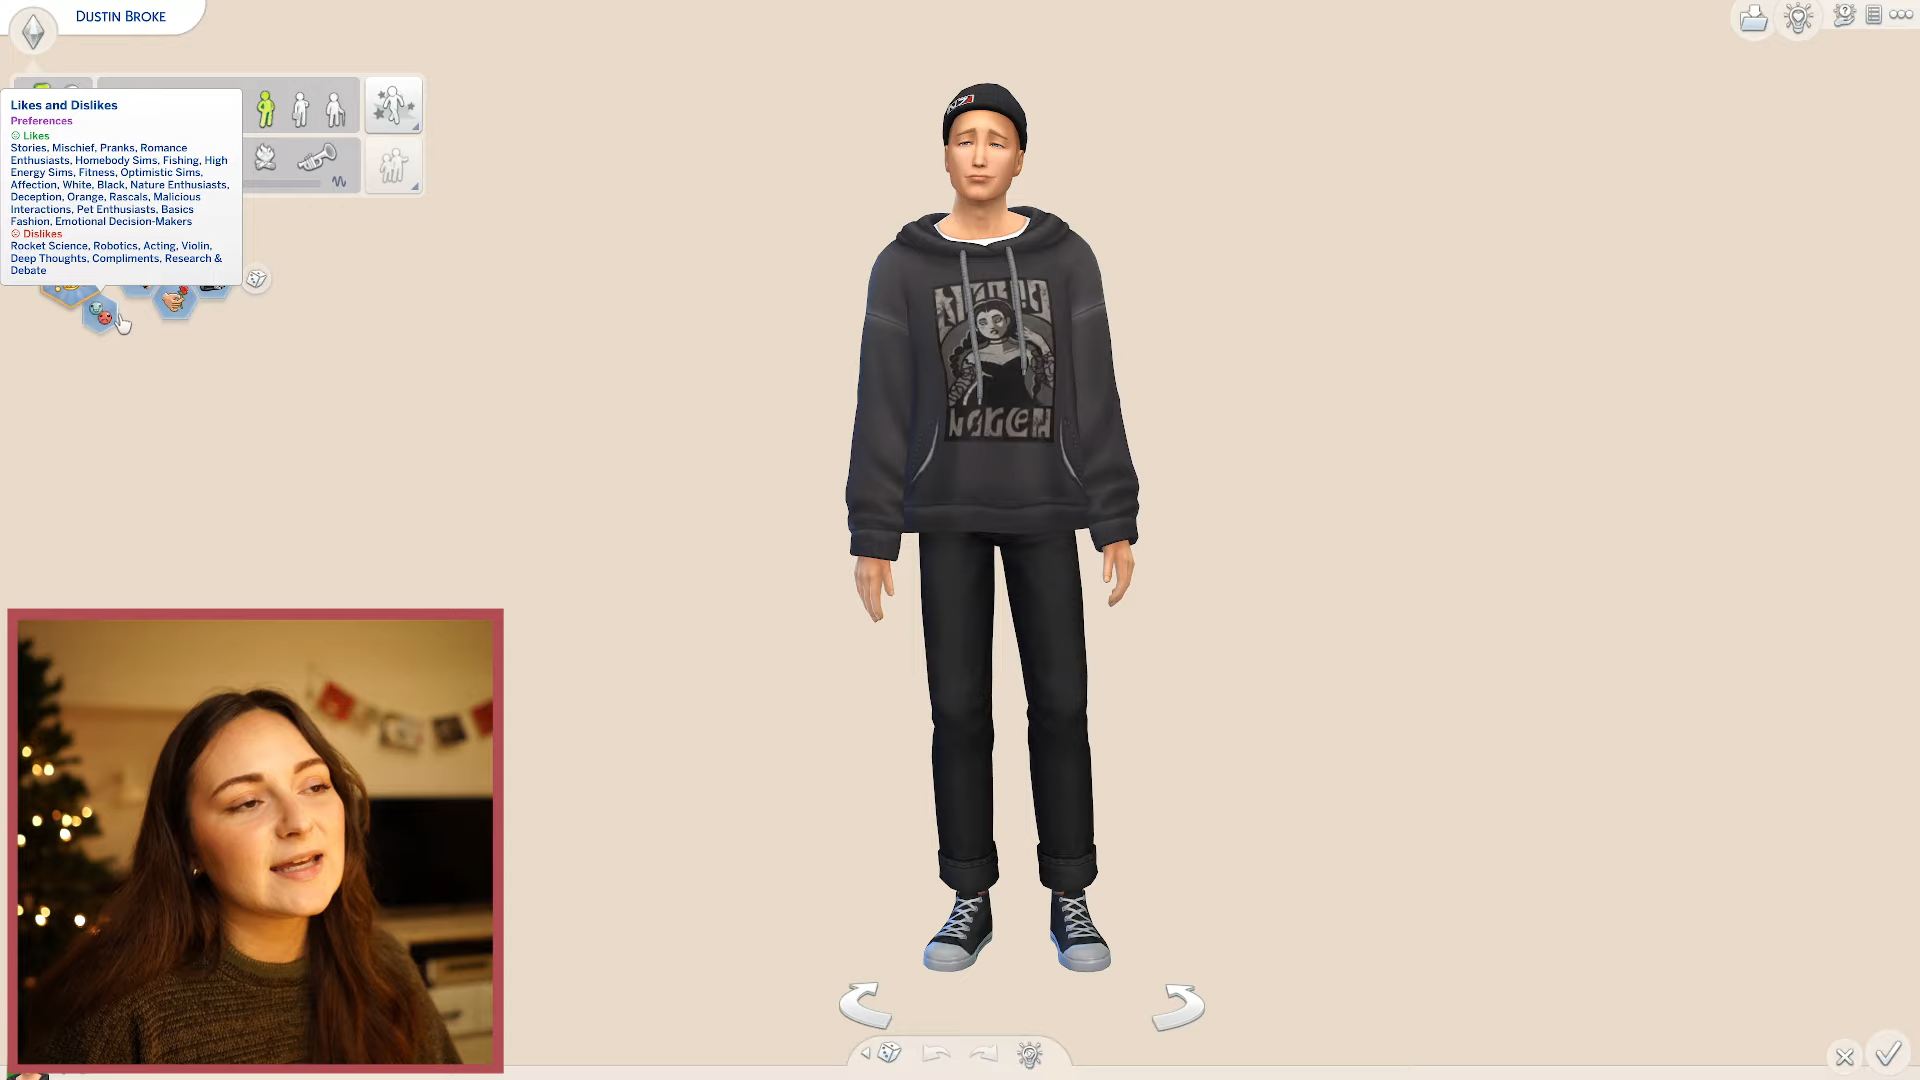 DUSTIN BROKE
Likes and Dislikes
Preferences
Likes
Stories, Mischief, Pranks, Romance
Enthusiasts, Homebody Sims, Fishing, High
Energy Sims, Fitness, Optimistic Sims,
Affection, White, Black, Nature Enthusiasts,
Deception, Orange, Rascals, Malicious
Interactions, Pet Enthusiasts, Basics
Fashion, Emotional Decision-Makers
Dislikes
Rocket Science, Robotics, Acting, Violin,
Deep Thoughts, Compliments, Research &
Debate